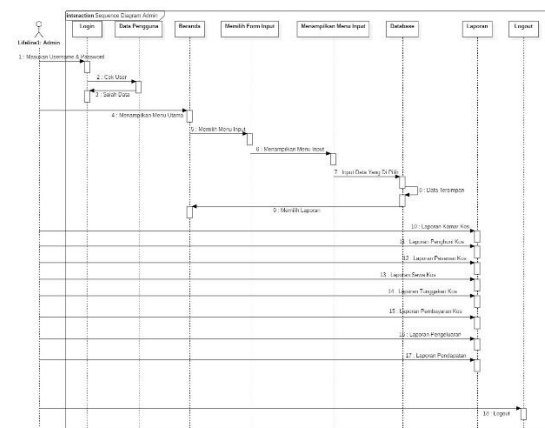 interaction Sequence Diagram Admin
Login
Data Pengguna
Beranda
Memilih Form Input
Menampilkan Menu Input
Database
Laporan
Logout
Lifeline1: Admin
1 : Masukan Username & Password
2 : Cek User
3 : Salah Data
4 : Menampilkan Menu Utama
5 : Memilih Menu Input
6 : Menampilkan Menu Input
7 : Input Data Yang Di Pilih
8 : Data Tersimpan
9 : Memilih Laporan
10 : Laporan Kamar Kos
11 : Laporan Penghuni Kos
12 : Laporan Pesanan Kos
13 : Laporan Sewa Kos
14 : Laporan Tunggakan Kos
15 : Laporan Pembayaran Kos
16 : Laporan Pengeluaran
17 : Laporan Pendapatan
18 : Logout